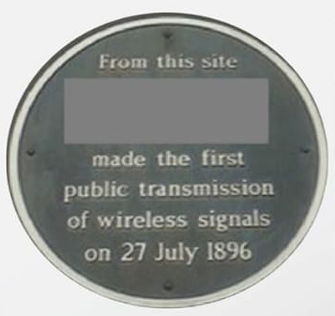 From this site
made the first
public transmission
of wireless signals
on 27 July 1896